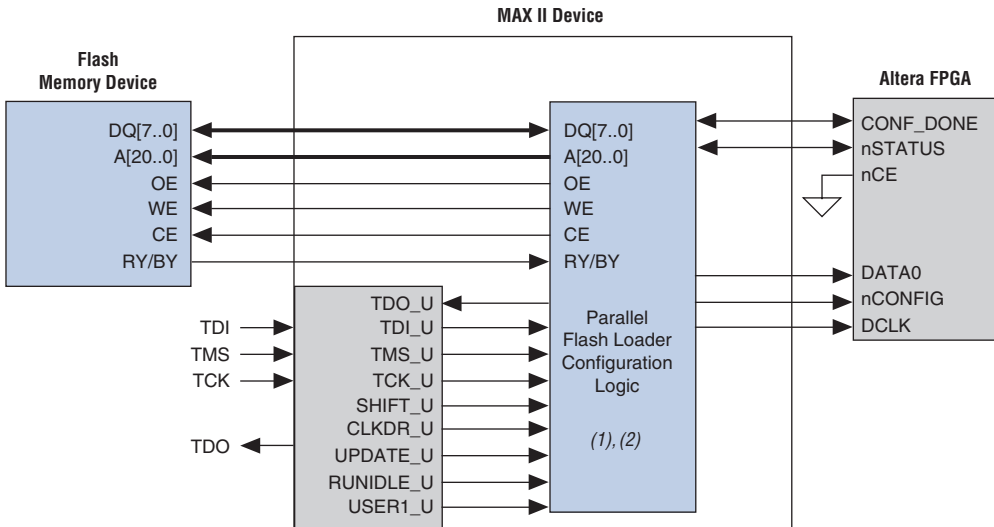 MAX II Device
Flash
Memory Device
Altera FPGA
DQ[7..0]
A[20..0]
OE
WE
CE
RY/BY
DQ[7..0]
A[20..0]
OE
WE
CE
RY/BY
Parallel
Flash Loader
Configuration
Logic
(1), (2)
CONF_DONE
nSTATUS
nCE
DATA0
nCONFIG
DCLK
TDI
TMS
TCK
TDO
TDO_U
TDI_U
TMS_U
TCK_U
SHIFT_U
CLKDR_U
UPDATE_U
RUNIDLE_U
USER1_U